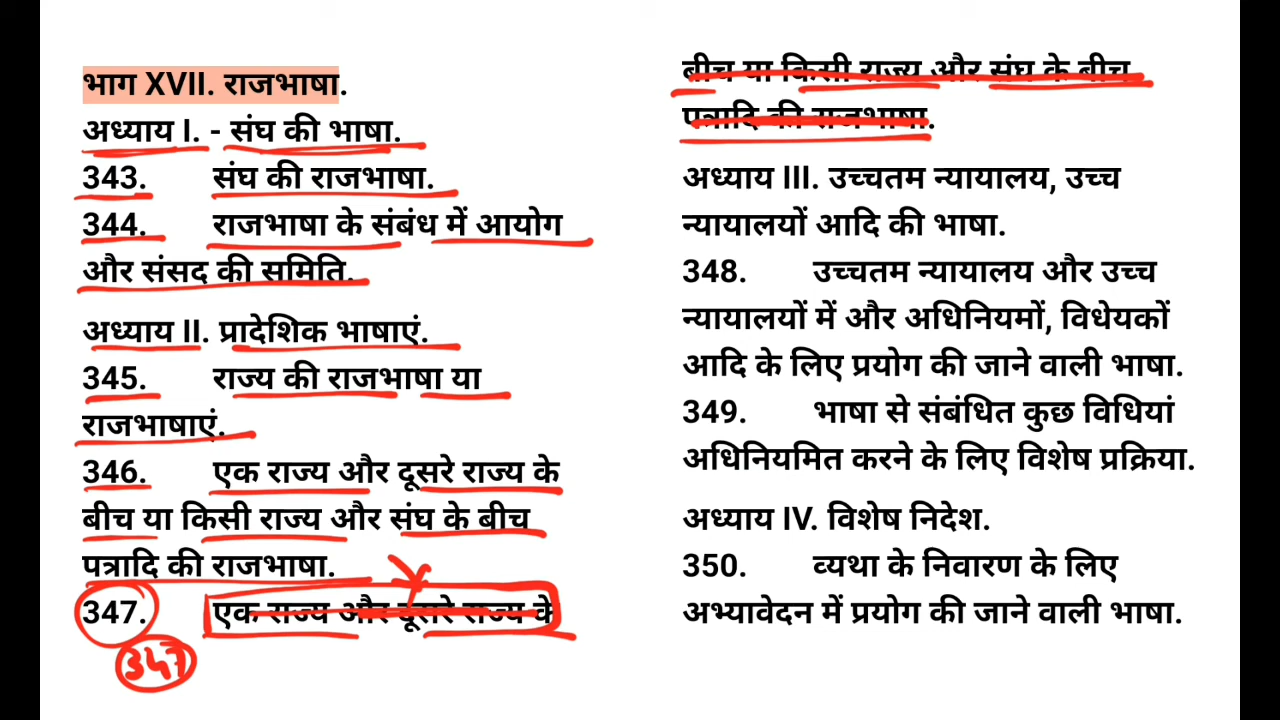 भाग XVII. राजभाषा.
अध्याय I. - संघ की भाषा.
343. संघ की राजभाषा.
344. राजभाषा के संबंध में आयोग
और संसद की समिति.
अध्याय II. प्रादेशिक भाषाएं.
345. राज्य की राजभाषा या
राजभाषाएं.
346. एक राज्य और दूसरे राज्य के
बीच या किसी राज्य और संघ के बीच
पत्रादि की राजभाषा.
347. एक राज्य और दूसरे राज्य के
347
बीच या किसी राज्य और संघ के बीच
पत्रादि की राजभाषा.
अध्याय III. उच्चतम न्यायालय, उच्च
न्यायालयों आदि की भाषा.
348. उच्चतम न्यायालय और उच्च
न्यायालयों में और अधिनियमों, विधेयकों
आदि के लिए प्रयोग की जाने वाली भाषा.
349. भाषा से संबंधित कुछ विधियां
अधिनियमित करने के लिए विशेष प्रक्रिया.
अध्याय IV. विशेष निदेश.
350. व्यथा के निवारण के लिए
अभ्यावेदन में प्रयोग की जाने वाली भाषा.